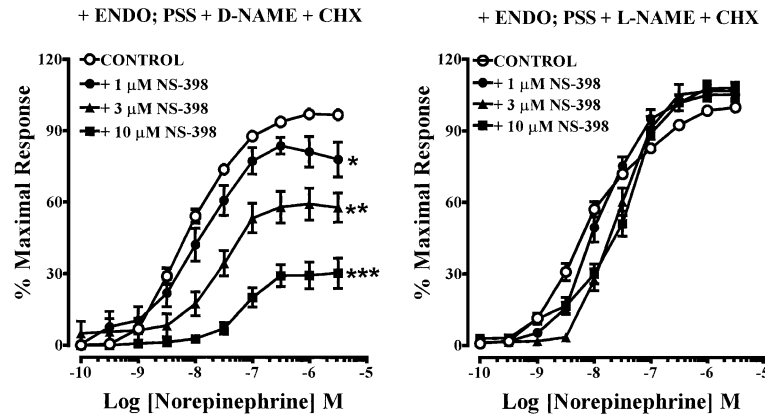 + ENDO; PSS + D-NAME + CHX
120
90
60
30
0
% Maximal Response
CONTROL
+ 1 µM NS-398
+ 3 µM NS-398
+ 10 µM NS-398
*
**
***
-10 -9 -8 -7 -6 -5
Log [Norepinephrine] M
+ ENDO; PSS + L-NAME + CHX
120
90
60
30
0
% Maximal Response
CONTROL
+ 1 µM NS-398
+ 3 µM NS-398
+ 10 µM NS-398
-10 -9 -8 -7 -6 -5
Log [Norepinephrine] M